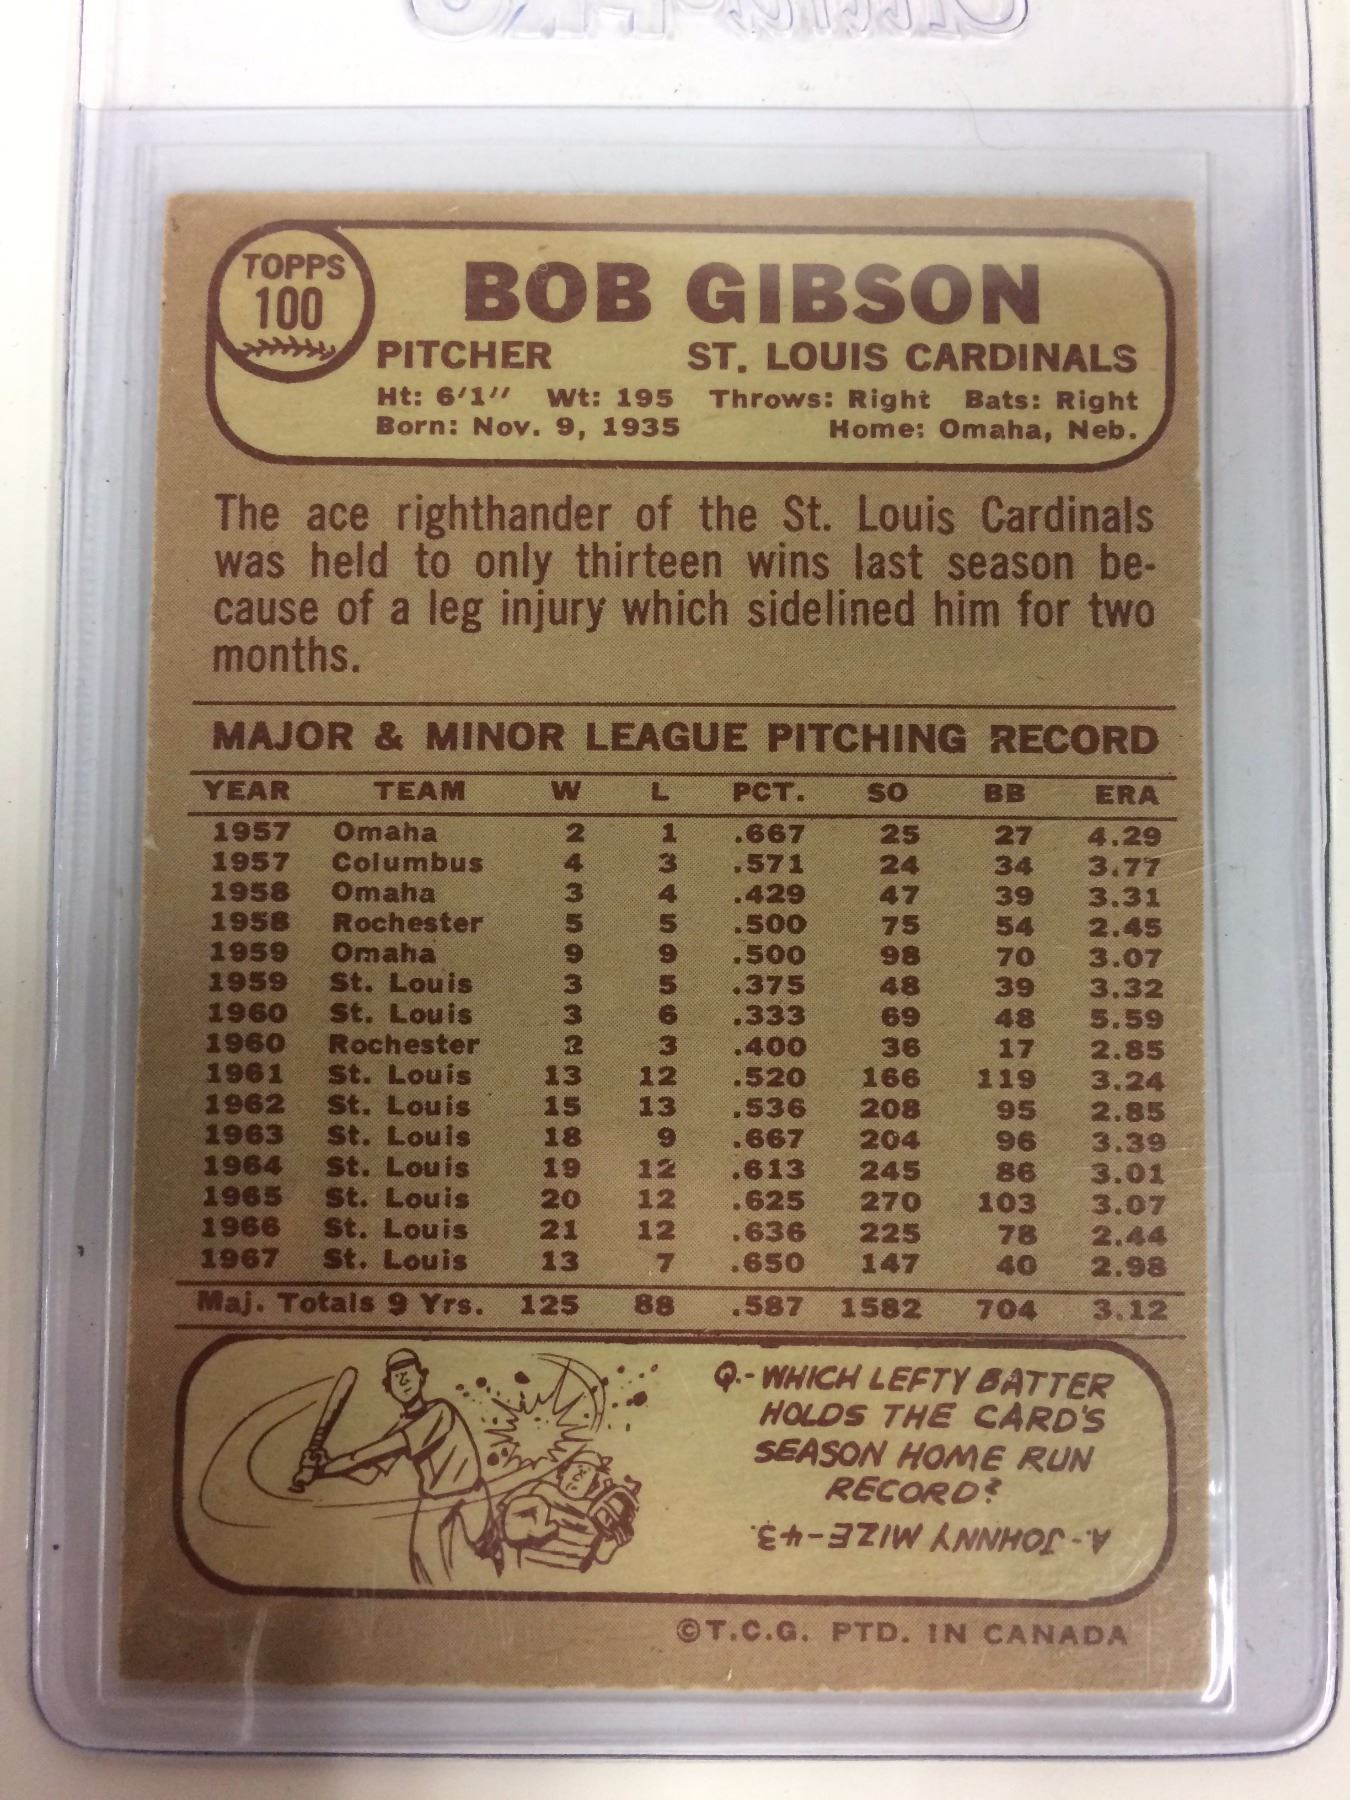 TOPPS
100
BOB GIBSON
PITCHER ST. LOUIS CARDINALS
Ht: 6'1" Wt: 195 Throws: Right Bats: Right
Born: Nov. 9, 1935 Home: Omaha, Neb.
The ace righthander of the St. Louis Cardinals
was held to only thirteen wins last season be-
cause of a leg injury which sidelined him for two
months.
MAJOR & MINOR LEAGUE PITCHING RECORD
YEAR TEAM W L PCT. SO BB ERA
1957 Omaha 2 1 .667 25 27 4.29
1957 Columbus 4 3 .571 24 34 3.77
1958 Omaha 3 4 .429 47 39 3.31
1958 Rochester 5 5 .500 75 54 2.45
1959 Omaha 9 9 .500 98 70 3.07
1959 St. Louis 3 5 .375 48 39 3.32
1960 St. Louis 3 6 .333 69 48 5.59
1960 Rochester 2 3 .400 36 17 2.85
1961 St. Louis 13 12 .520 166 119 3.24
1962 St. Louis 15 13 .536 208 95 2.85
1963 St. Louis 18 9 .667 204 96 3.39
1964 St. Louis 19 12 .613 245 86 3.01
1965 St. Louis 20 12 .625 270 103 3.07
1966 St. Louis 21 12 .636 225 78 2.44
1967 St. Louis 13 7 .650 147 40 2.98
Maj. Totals 9 Yrs. 125 88 .587 1582 704 3.12
Q.-WHICH LEFTY BATTER
HOLDS THE CARD'S
SEASON HOME RUN
RECORD?
A-JOHNNY MIZE-43.
©T.C.G. PTD. IN CANADA